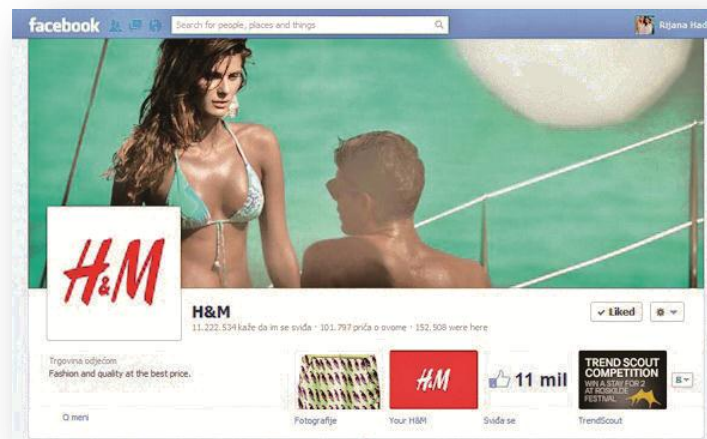 facebook
Search for people, places and things
Rijana Had
H&M
H&M
11.222.534 kaže da im se sviđa · 101.797 priča o ovome · 152.908 were here
✓ Liked
Trgovina odjećom
Fashion and quality at the best price.
O meni
H&M
11 mil
TREND SCOUT
COMPETITION
WIN A STAY FOR 2
AT ROSKILDE
FESTIVAL
Fotografije
Your H&M
Sviđa se
TrendScout